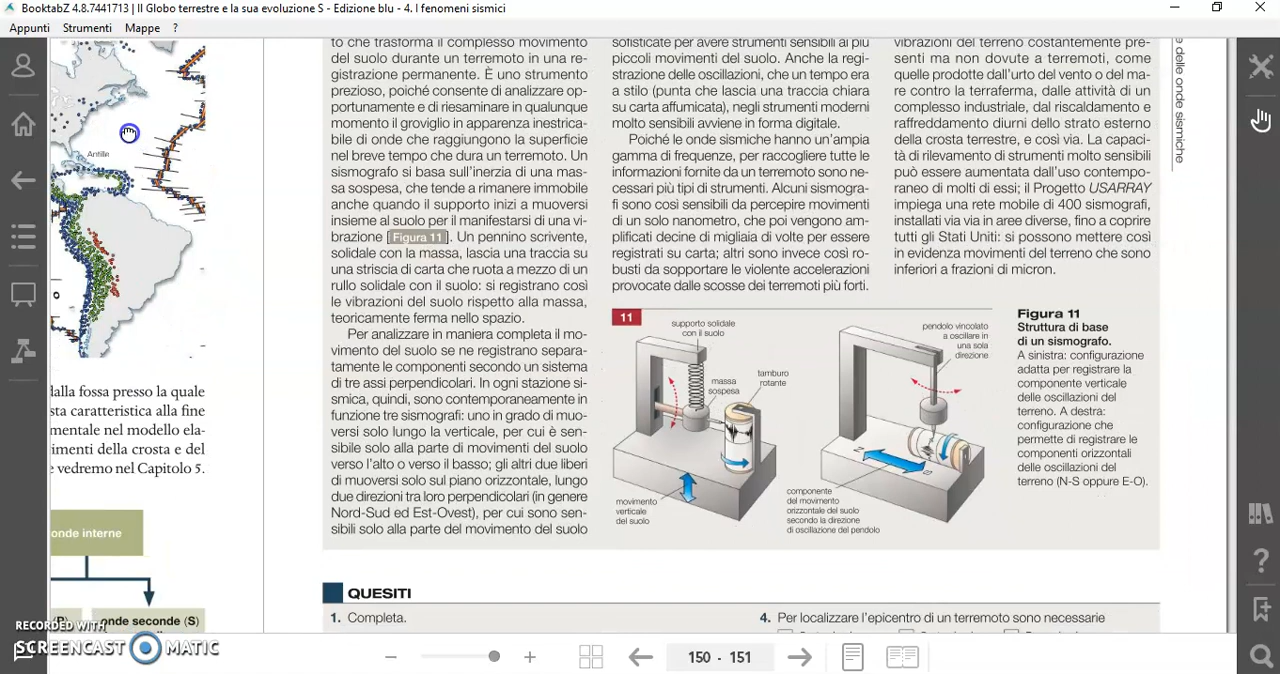 BooktabZ 4.8.7441713 | Il Globo terrestre e la sua evoluzione S - Edizione blu - 4. I fenomeni sismici
Appunti Strumenti Mappe ?
Antille
dalla fossa presso la quale
sta caratteristica alla fine
mentale nel modello ela-
imenti della crosta e del
e vedremo nel Capitolo 5.
onde interne
(P)
onde seconde (S)
to che trasforma il complesso movimento
del suolo durante un terremoto in una re-
gistrazione permanente. È uno strumento
prezioso, poiché consente di analizzare op-
portunamente e di riesaminare in qualunque
momento il groviglio in apparenza inestrica-
bile di onde che raggiungono la superficie
nel breve tempo che dura un terremoto. Un
sismografo si basa sull'inerzia di una mas-
sa sospesa, che tende a rimanere immobile
anche quando il supporto inizi a muoversi
insieme al suolo per il manifestarsi di una vi-
brazione [Figura 11]. Un pennino scrivente,
solidale con la massa, lascia una traccia su
una striscia di carta che ruota a mezzo di un
rullo solidale con il suolo: si registrano così
le vibrazioni del suolo rispetto alla massa,
teoricamente ferma nello spazio.
Per analizzare in maniera completa il mo-
vimento del suolo se ne registrano separa-
tamente le componenti secondo un sistema
di tre assi perpendicolari. In ogni stazione si-
smica, quindi, sono contemporaneamente in
funzione tre sismografi: uno in grado di muo-
versi solo lungo la verticale, per cui è sen-
sibile solo alla parte di movimenti del suolo
verso l'alto o verso il basso; gli altri due liberi
di muoversi solo sul piano orizzontale, lungo
due direzioni tra loro perpendicolari (in genere
Nord-Sud ed Est-Ovest), per cui sono sen-
sibili solo alla parte del movimento del suolo
sofisticate per avere strumenti sensibili ai più
piccoli movimenti del suolo. Anche la regi-
strazione delle oscillazioni, che un tempo era
a stilo (punta che lascia una traccia chiara
su carta affumicata), negli strumenti moderni
molto sensibili avviene in forma digitale.
Poiché le onde sismiche hanno un'ampia
gamma di frequenze, per raccogliere tutte le
informazioni fornite da un terremoto sono ne-
cessari più tipi di strumenti. Alcuni sismogra-
fi sono così sensibili da percepire movimenti
di un solo nanometro, che poi vengono am-
plificati decine di migliaia di volte per essere
registrati su carta; altri sono invece così ro-
busti da sopportare le violente accelerazioni
provocate dalle scosse dei terremoti più forti.
vibrazioni del terreno costantemente pre-
senti ma non dovute a terremoti, come
quelle prodotte dall'urto del vento o del ma-
re contro la terraferma, dalle attività di un
complesso industriale, dal riscaldamento e
raffreddamento diurni dello strato esterno
della crosta terrestre, e così via. La capaci-
tà di rilevamento di strumenti molto sensibili
può essere aumentata dall'uso contempo-
raneo di molti di essi; il Progetto USARRAY
impiega una rete mobile di 400 sismografi,
installati via via in aree diverse, fino a coprire
tutti gli Stati Uniti: si possono mettere così
in evidenza movimenti del terreno che sono
inferiori a frazioni di micron.
e delle onde sismiche
11
supporto solidale
con il suolo
massa
sospesa
tamburo
rotante
movimento
verticale
del suolo
pendolo vincolato
a oscillare in
una sola
direzione
componente
del movimento
orizzontale del suolo
secondo la direzione
di oscillazione del pendolo
Figura 11
Struttura di base
di un sismografo.
A sinistra: configurazione
adatta per registrare la
componente verticale
delle oscillazioni del
terreno. A destra:
configurazione che
permette di registrare le
componenti orizzontali
delle oscillazioni del
terreno (N-S oppure E-O).
QUESITI
1. Completa.
4. Per localizzare l'epicentro di un terremoto sono necessarie
RECORDED WITH
SCREENCAST MATIC
150 - 151